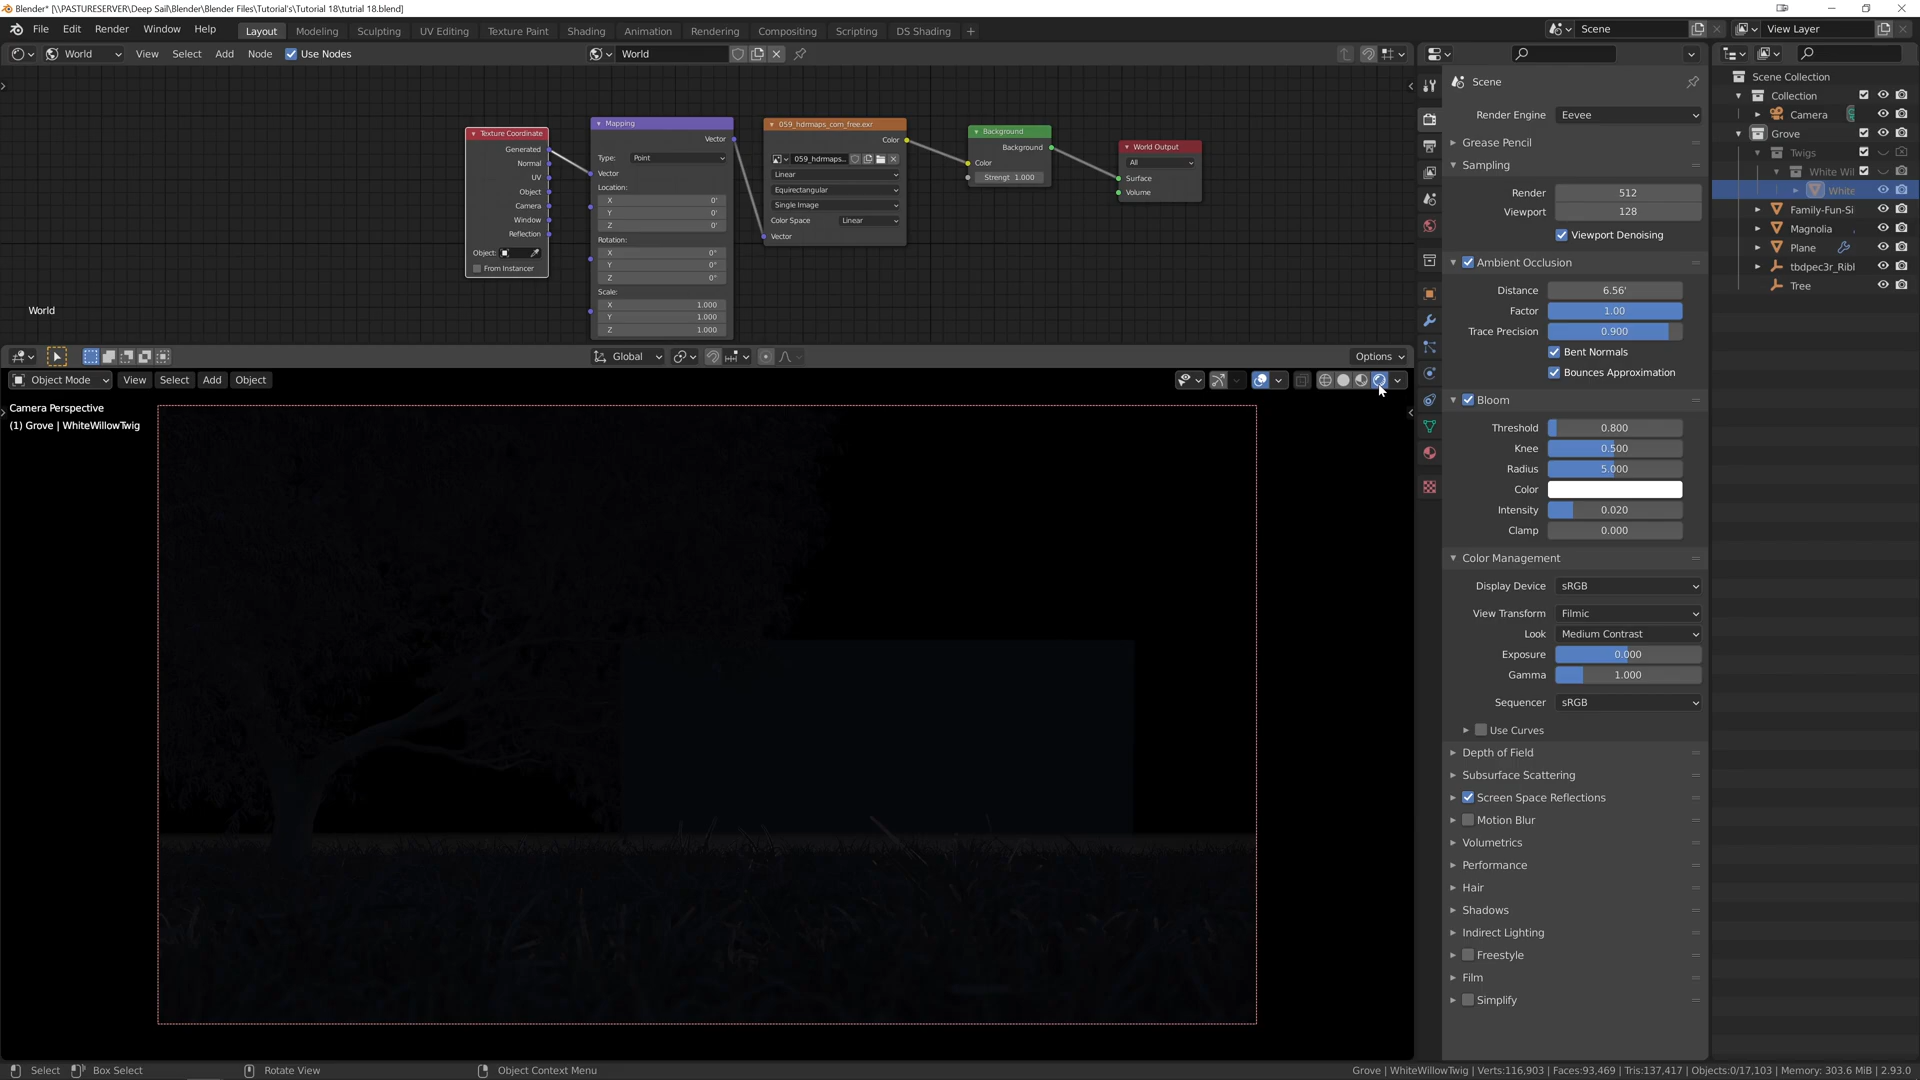 Blender* [\\PASTURESERVER\Deep Sail\Blender\Blender Files\Tutorial's\Tutorial 18\tutrial 18.blend]
File Edit Render Window Help Layout Modeling Sculpting UV Editing Texture Paint Shading Animation Rendering Compositing Scripting DS Shading + Scene View Layer
World View Select Add Node Use Nodes World
Texture Coordinate
Generated
Normal
UV
Object
Camera
Window
Reflection
Object:
From Instancer
Mapping
Vector
Type: Point
Vector
Location:
X 0'
Y 0'
Z 0'
Rotation:
X 0°
Y 0°
Z 0°
Scale:
X 1.000
Y 1.000
Z 1.000
059_hdrmaps_com_free.exr
Color
059_hdrmaps..
Linear
Equirectangular
Single Image
Color Space Linear
Vector
Background
Background
Color
Strengt 1.000
World Output
All
Surface
Volume
World
Global Options
Object Mode View Select Add Object
Camera Perspective
(1) Grove | WhiteWillowTwig
Scene
Render Engine Eevee
Grease Pencil
Sampling
Render 512
Viewport 128
Viewport Denoising
Ambient Occlusion
Distance 6.56'
Factor 1.00
Trace Precision 0.900
Bent Normals
Bounces Approximation
Bloom
Threshold 0.800
Knee 0.500
Radius 5.000
Color
Intensity 0.020
Clamp 0.000
Color Management
Display Device sRGB
View Transform Filmic
Look Medium Contrast
Exposure 0.000
Gamma 1.000
Sequencer sRGB
Use Curves
Depth of Field
Subsurface Scattering
Screen Space Reflections
Motion Blur
Volumetrics
Performance
Hair
Shadows
Indirect Lighting
Freestyle
Film
Simplify
Scene Collection
Collection
Camera
Grove
Twigs
White Wil
White
Family-Fun-Si
Magnolia
Plane
tbdpec3r_Ribl
Tree
Select Box Select Rotate View Object Context Menu Grove | WhiteWillowTwig | Verts:116,903 | Faces:93,469 | Tris:137,417 | Objects:0/17,103 | Memory: 303.6 MiB | 2.93.0